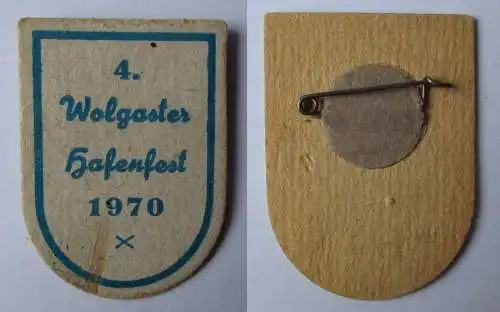 4.
Wolgaster
Hafenfest
1970